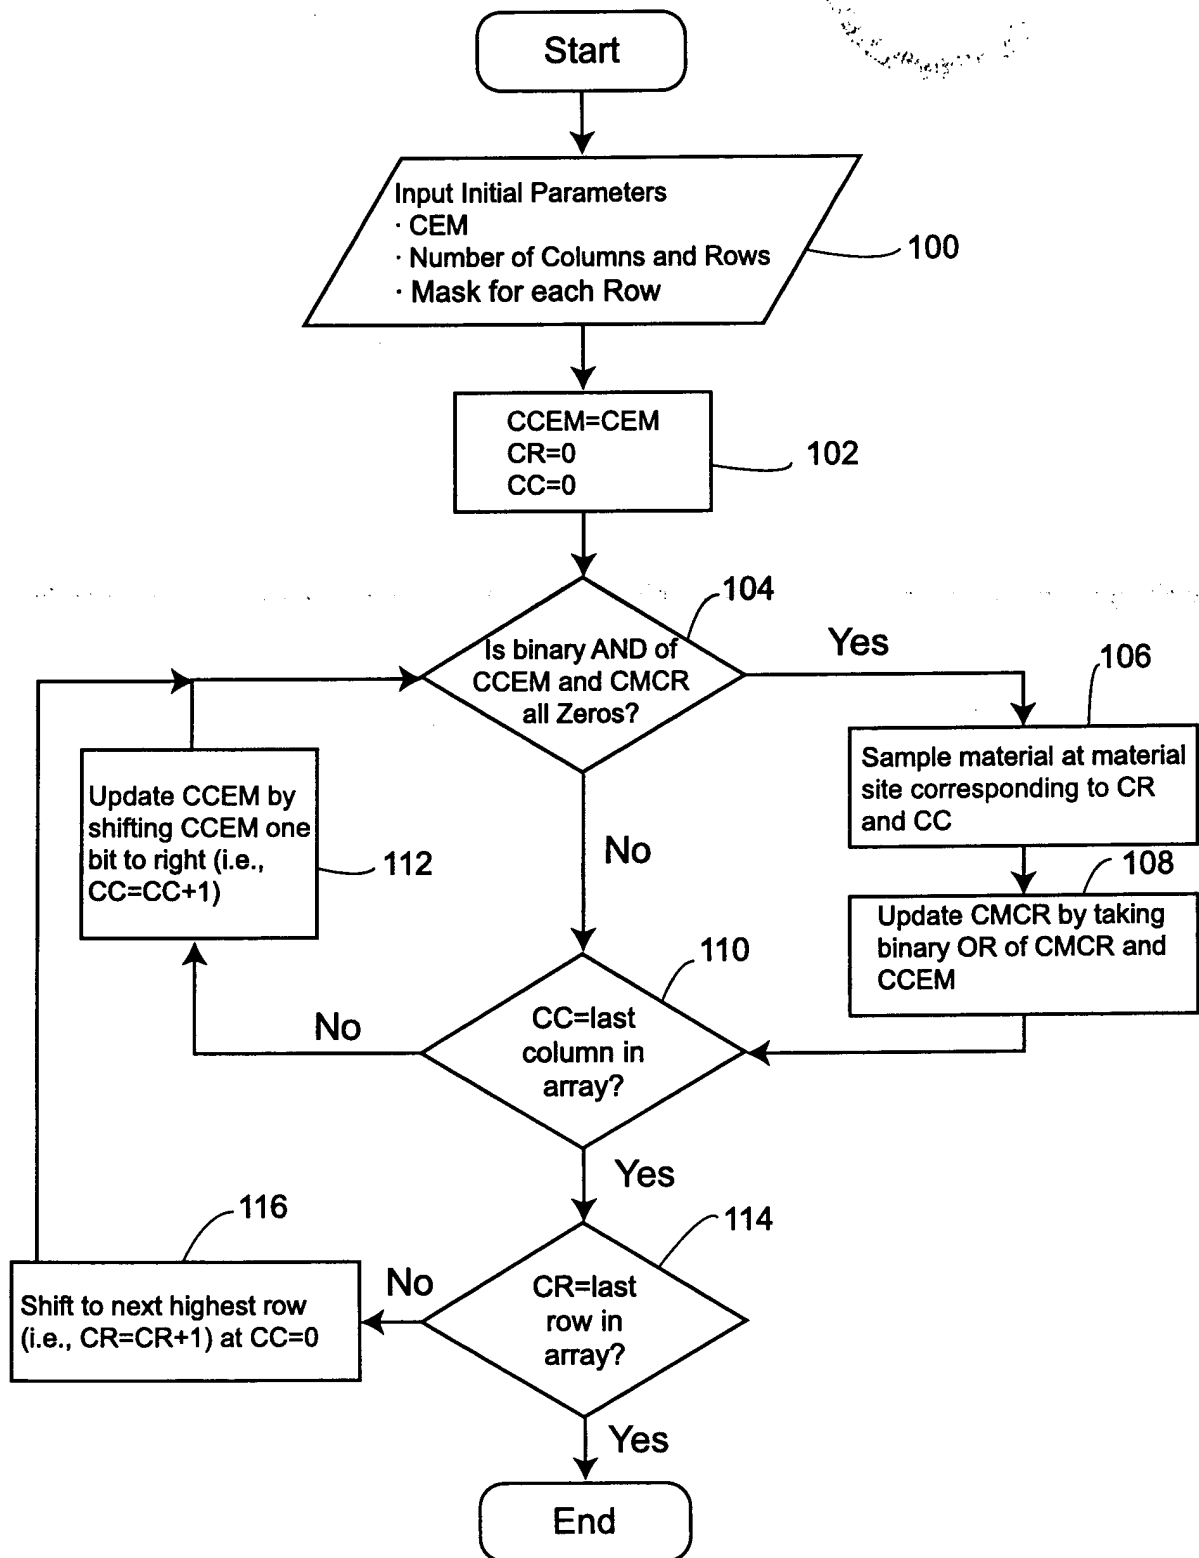 Start
Input Initial Parameters
· CEM
· Number of Columns and Rows
· Mask for each Row
100
CCEM=CEM
CR=0
CC=0
102
104
Is binary AND of
CCEM and CMCR
all Zeros?
Yes
106
Sample material at material
site corresponding to CR
and CC
108
Update CMCR by taking
binary OR of CMCR and
CCEM
Update CCEM by
shifting CCEM one
bit to right (i.e.,
CC=CC+1)
112
No
110
CC=last
column in
array?
No
Yes
116
Shift to next highest row
(i.e., CR=CR+1) at CC=0
No
114
CR=last
row in
array?
Yes
End